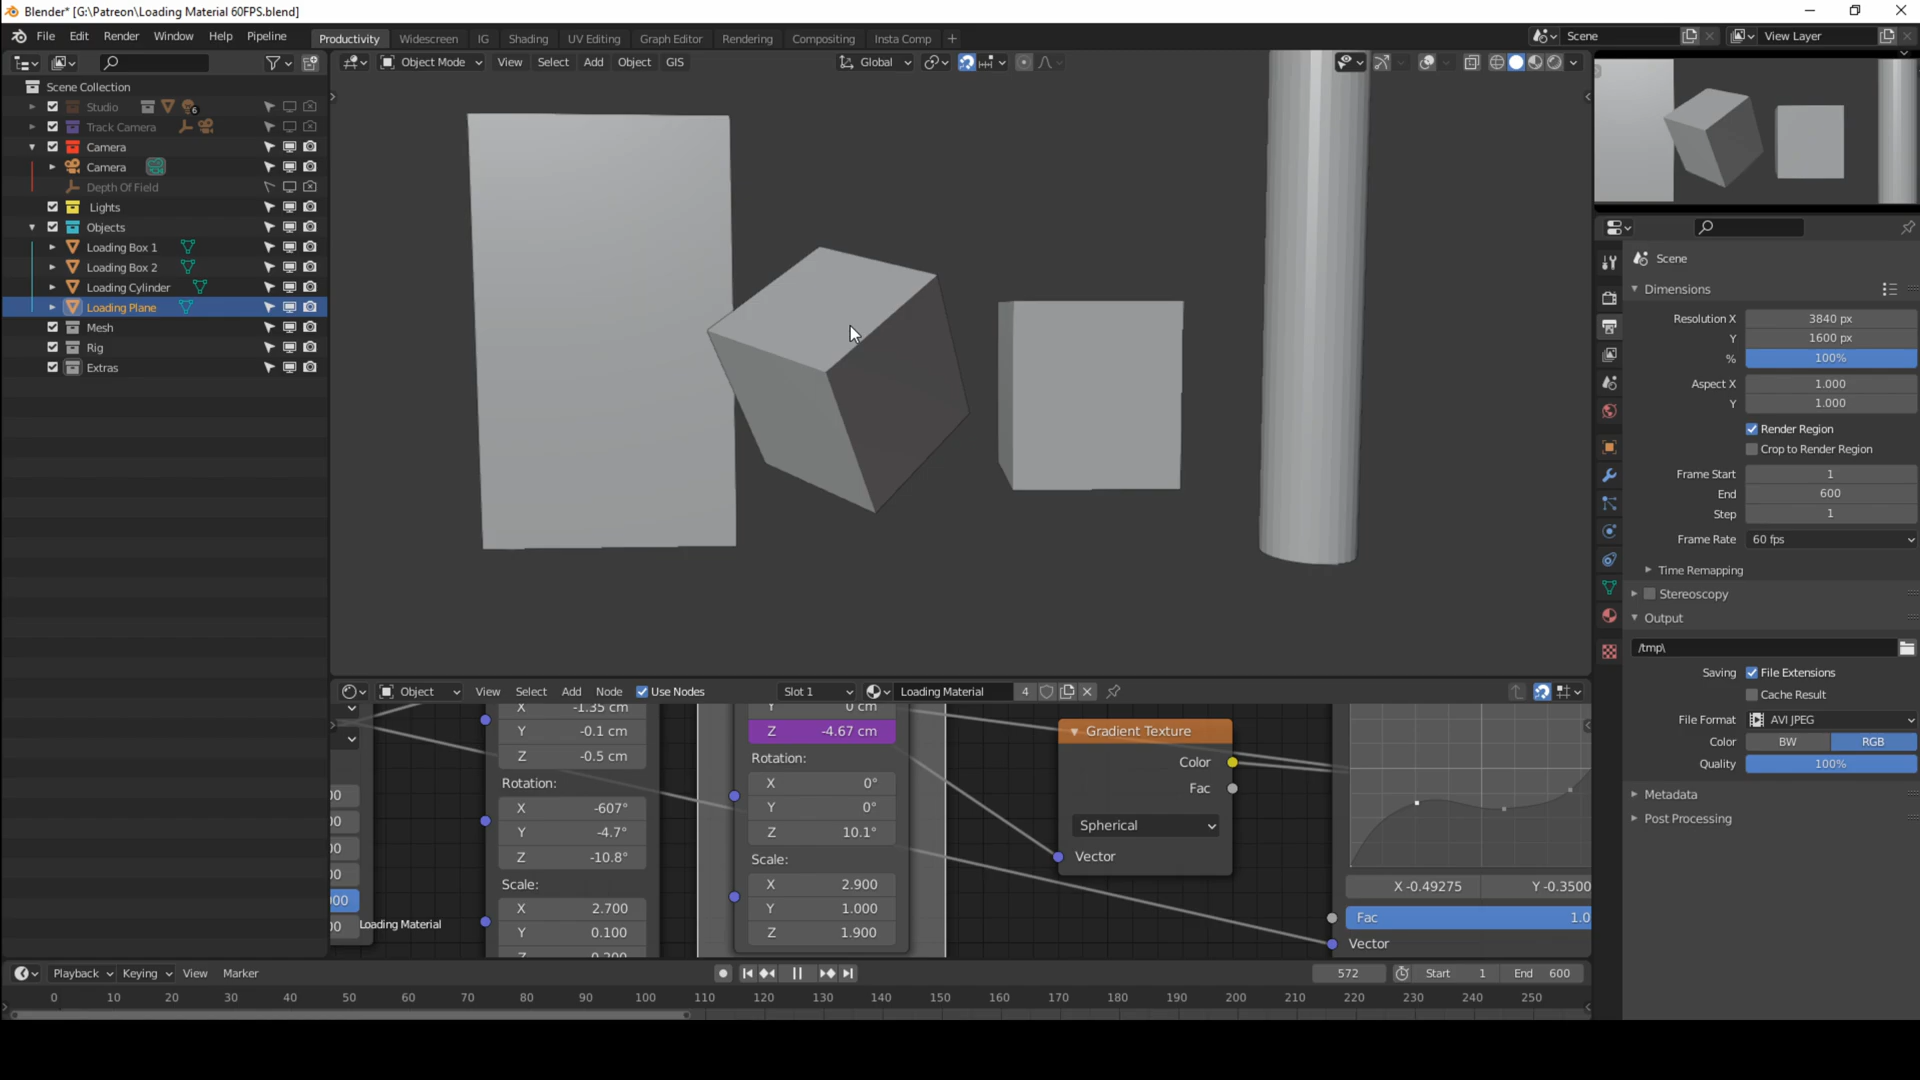 Blender* [G:\Patreon\Loading Material 60FPS.blend]
File Edit Render Window Help Pipeline
Productivity Widescreen IG Shading UV Editing Graph Editor Rendering Compositing Insta Comp +
Scene
View Layer
Object Mode View Select Add Object GIS
Global
Scene Collection
Studio
6
Track Camera
Camera
Camera
Depth Of Field
Lights
Objects
Loading Box 1
Loading Box 2
Loading Cylinder
Loading Plane
Mesh
Rig
Extras
Scene
Dimensions
Resolution X 3840 px
Y 1600 px
% 100%
Aspect X 1.000
Y 1.000
Render Region
Crop to Render Region
Frame Start 1
End 600
Step 1
Frame Rate 60 fps
Time Remapping
Stereoscopy
Output
/tmp\
Saving File Extensions
Cache Result
File Format AVI JPEG
Color BW RGB
Quality 100%
Metadata
Post Processing
Object View Select Add Node Use Nodes Slot 1 Loading Material 4
X -1.35 cm
Y -0.1 cm
Z -0.5 cm
Rotation:
X -607°
Y -4.7°
Z -10.8°
Scale:
X 2.700
Y 0.100
Y 0 cm
Z -4.67 cm
Rotation:
X 0°
Y 0°
Z 10.1°
Scale:
X 2.900
Y 1.000
Z 1.900
Gradient Texture
Color
Fac
Spherical
Vector
X -0.49275 Y -0.3500
Fac 1.0
Vector
Loading Material
Playback Keying View Marker
572 Start 1 End 600
0 10 20 30 40 50 60 70 80 90 100 110 120 130 140 150 160 170 180 190 200 210 220 230 240 250